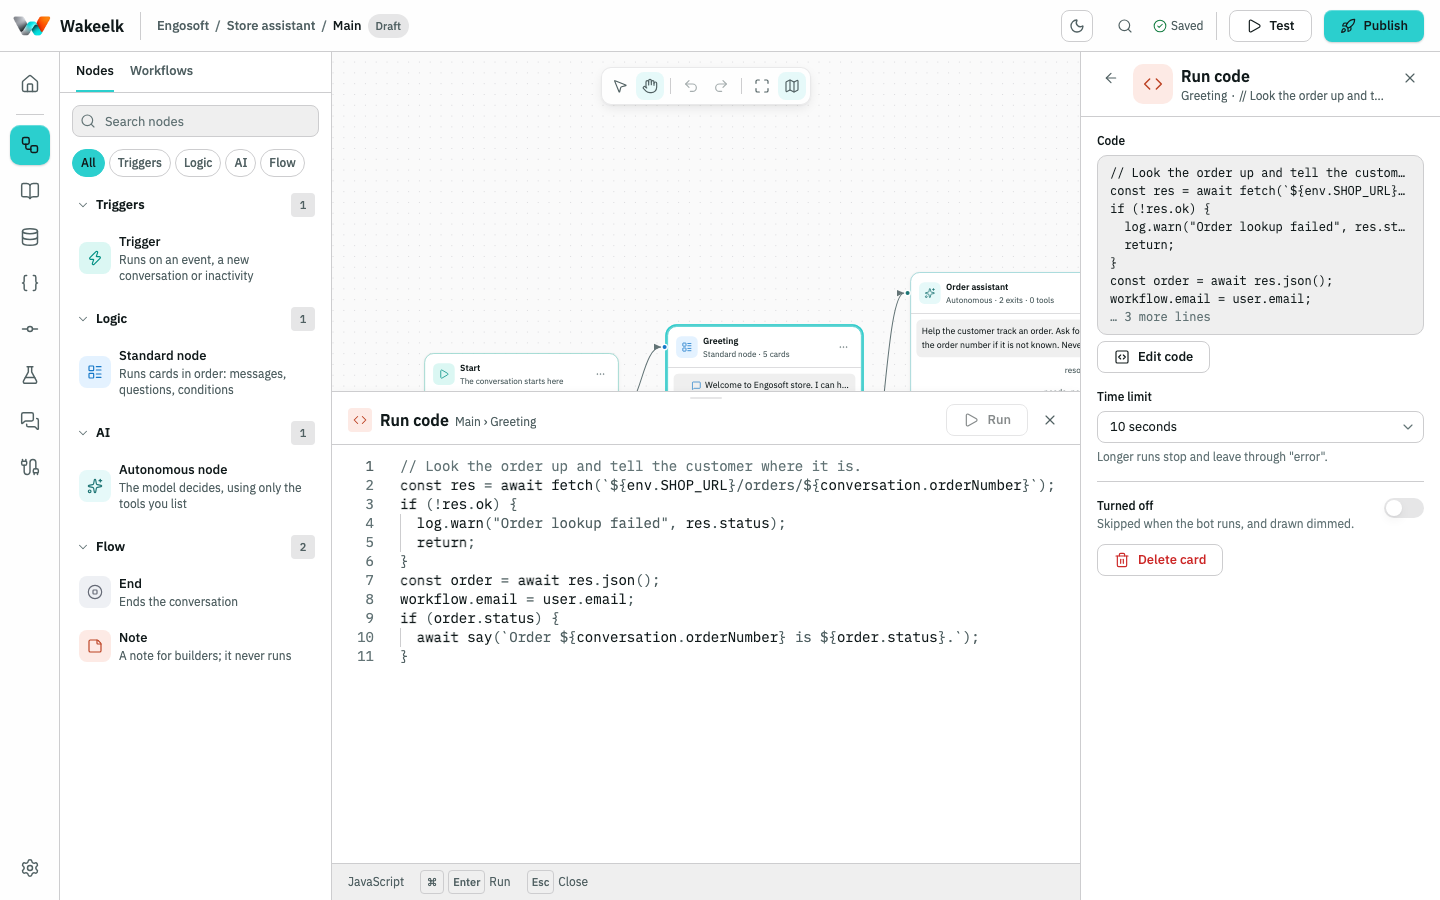 Wakeelk
Engosoft / Store assistant / Main Draft
Saved
Test
Publish
Nodes Workflows
Search nodes
All Triggers Logic AI Flow
Triggers 1
Trigger
Runs on an event, a new
conversation or inactivity
Logic 1
Standard node
Runs cards in order: messages,
questions, conditions
AI 1
Autonomous node
The model decides, using only the
tools you list
Flow 2
End
Ends the conversation
Note
A note for builders; it never runs
Start
The conversation starts here
Greeting
Standard node · 5 cards
Welcome to Engosoft store. I can h...
Order assistant
Autonomous · 2 exits · 0 tools
Help the customer track an order. Ask fo
the order number if it is not known. Neve
Run code Main › Greeting
Run
1 // Look the order up and tell the customer where it is.
2 const res = await fetch(`${env.SHOP_URL}/orders/${conversation.orderNumber}`);
3 if (!res.ok) {
4 log.warn("Order lookup failed", res.status);
5 return;
6 }
7 const order = await res.json();
8 workflow.email = user.email;
9 if (order.status) {
10 await say(`Order ${conversation.orderNumber} is ${order.status}.`);
11 }
JavaScript ⌘ Enter Run Esc Close
Run code
Greeting · // Look the order up and t...
Code
// Look the order up and tell the custom…
const res = await fetch(`${env.SHOP_URL}…
if (!res.ok) {
log.warn("Order lookup failed", res.st…
return;
}
const order = await res.json();
workflow.email = user.email;
… 3 more lines
Edit code
Time limit
10 seconds
Longer runs stop and leave through "error".
Turned off
Skipped when the bot runs, and drawn dimmed.
Delete card